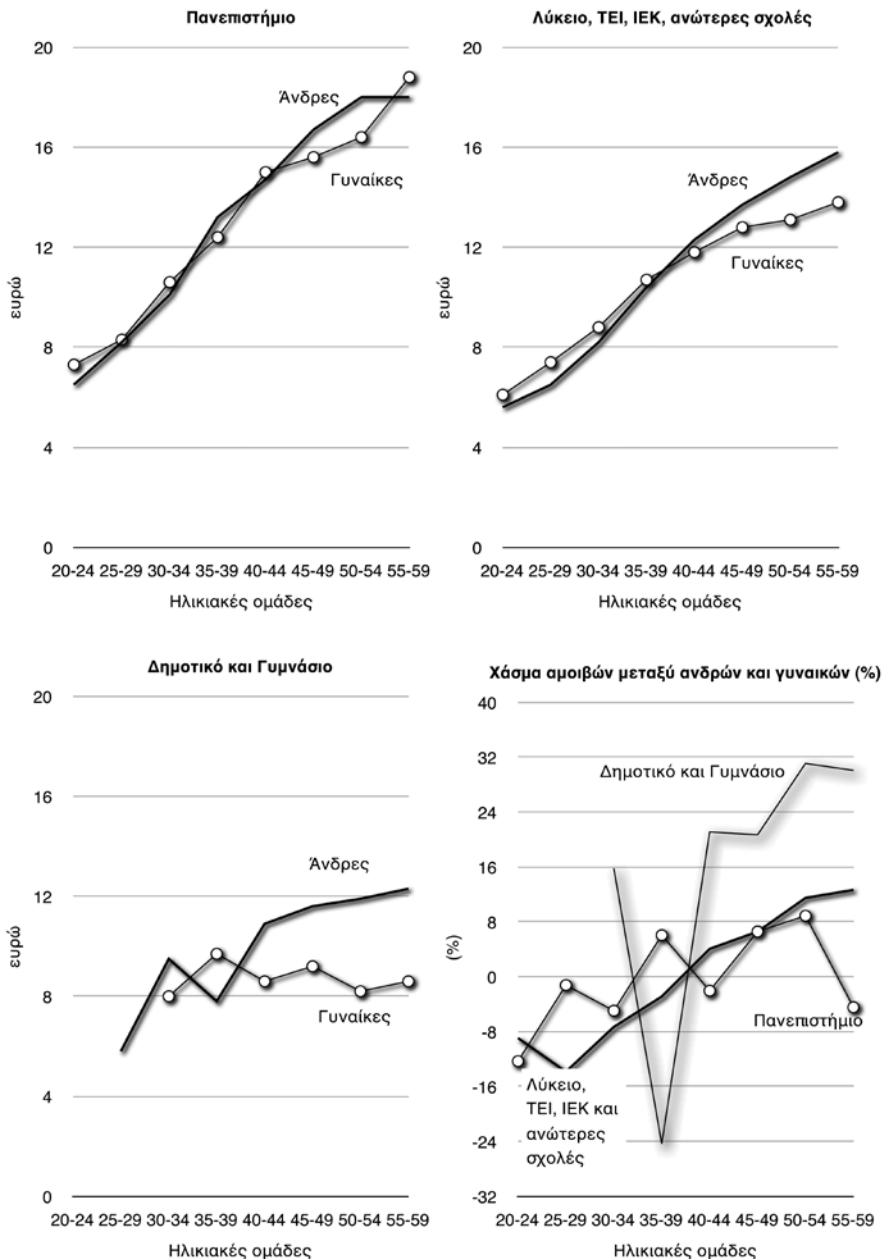 Πανεπιστήμιο
20
16
12
8
4
0
ευρώ
Άνδρες
Γυναίκες
20-24 25-29 30-34 35-39 40-44 45-49 50-54 55-59
Ηλικιακές ομάδες
Λύκειο, ΤΕΙ, ΙΕΚ, ανώτερες σχολές
20
16
12
8
4
0
ευρώ
Άνδρες
Γυναίκες
20-24 25-29 30-34 35-39 40-44 45-49 50-54 55-59
Ηλικιακές ομάδες
Δημοτικό και Γυμνάσιο
20
16
12
8
4
0
ευρώ
Άνδρες
Γυναίκες
20-24 25-29 30-34 35-39 40-44 45-49 50-54 55-59
Ηλικιακές ομάδες
Χάσμα αμοιβών μεταξύ ανδρών και γυναικών (%)
40
32
24
16
8
0
-8
-16
-24
-32
(%)
Δημοτικό και Γυμνάσιο
Πανεπιστήμιο
Λύκειο,
ΤΕΙ, ΙΕΚ και
ανώτερες
σχολές
20-24 25-29 30-34 35-39 40-44 45-49 50-54 55-59
Ηλικιακές ομάδες